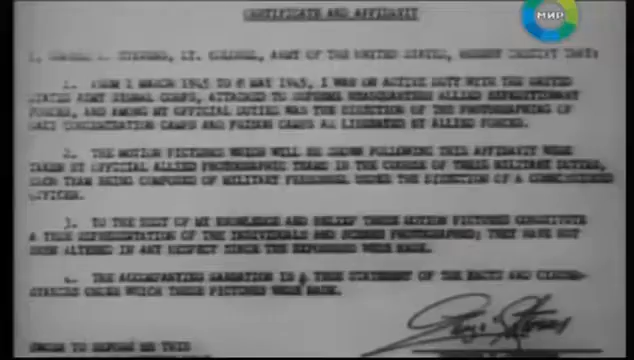 CERTIFICATE AND AFFIDAVIT
МИР
I, STEVENS, LT. COLONEL, ARMY OF THE UNITED STATES, HEREBY CERTIFY THAT:
1. FROM 1 MARCH 1945 TO 8 MAY 1945, I WAS ON ACTIVE DUTY WITH THE UNITED
STATES ARMY SIGNAL CORPS, ATTACHED TO SUPREME HEADQUARTERS ALLIED EXPEDITIONARY
FORCES, AND AMONG MY OFFICIAL DUTIES WAS THE DIRECTION OF THE PHOTOGRAPHING OF
NAZI CONCENTRATION CAMPS AND PRISON CAMPS AS LIBERATED BY ALLIED FORCES.
2. THE MOTION PICTURES WHICH WILL BE SHOWN FOLLOWING THIS AFFIDAVIT WERE
TAKEN BY OFFICIAL ALLIED PHOTOGRAPHIC TEAMS IN THE COURSE OF THEIR MILITARY DUTIES,
EACH TEAM BEING COMPOSED OF MILITARY PERSONNEL UNDER THE DIRECTION OF A COMMISSIONED
OFFICER.
3. TO THE BEST OF MY KNOWLEDGE AND BELIEF THESE MOTION PICTURES CONSTITUTE
A TRUE REPRESENTATION OF THE INDIVIDUALS AND SCENES PHOTOGRAPHED; THEY HAVE NOT
BEEN ALTERED IN ANY RESPECT SINCE THE EXPOSURES WERE MADE.
4. THE ACCOMPANYING NARRATION IS A TRUE STATEMENT OF THE FACTS AND CIRCUM-
STANCES UNDER WHICH THESE PICTURES WERE MADE.
George Stevens
SWORN TO BEFORE ME THIS